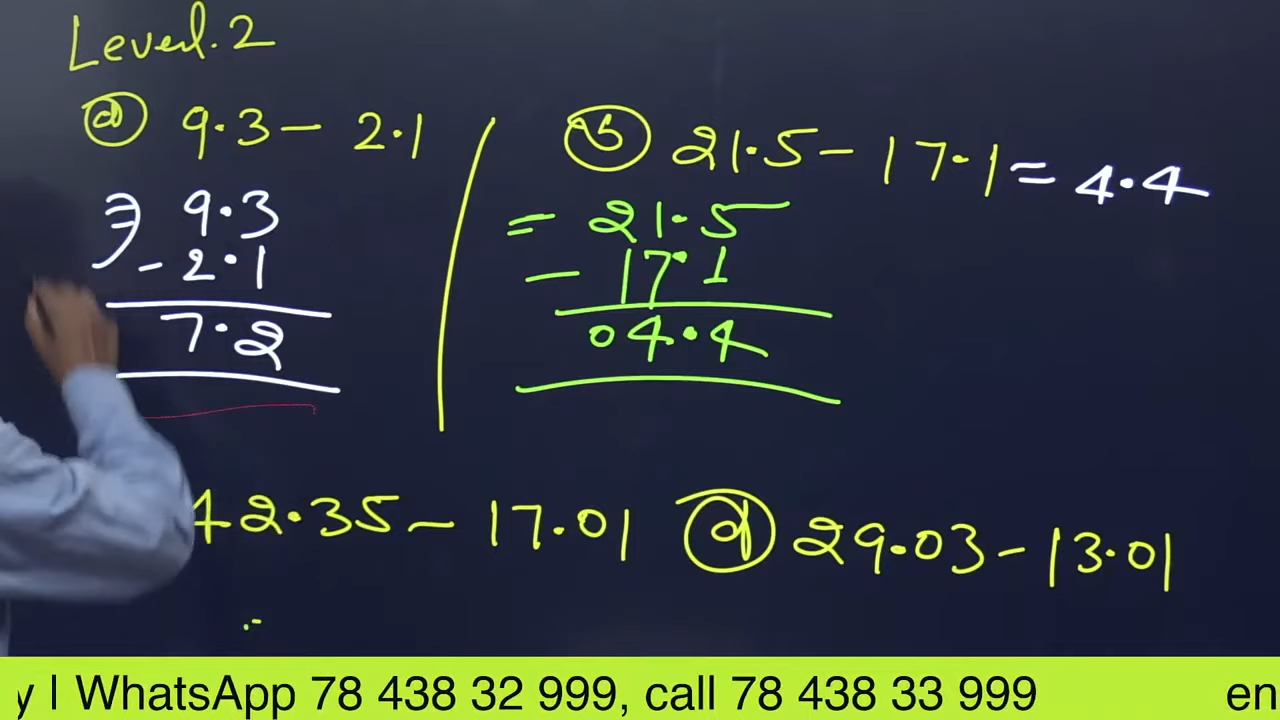 Level.2
(a) 9.3 - 2.1
⇒ 9.3
- 2.1
7.2
(b) 21.5 - 17.1 = 4.4
= 21.5
- 17.1
04.4
42.35 - 17.01
(d) 29.03 - 13.01
y I WhatsApp 78 438 32 999, call 78 438 33 999 en